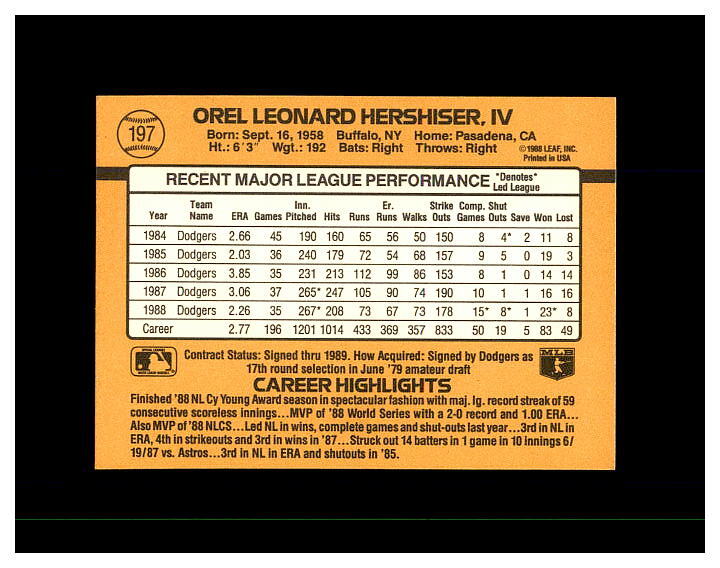 197
OREL LEONARD HERSHISER, IV
Born: Sept. 16, 1958 Buffalo, NY Home: Pasadena, CA
Ht.: 6'3" Wgt.: 192 Bats: Right Throws: Right
©1988 LEAF, INC.
Printed in USA
RECENT MAJOR LEAGUE PERFORMANCE *Denotes* Led League
Year Team Name ERA Games Inn. Pitched Hits Runs Er. Runs Walks Strike Outs Comp. Games Shut Outs Save Won Lost
1984 Dodgers 2.66 45 190 160 65 56 50 150 8 4* 2 11 8
1985 Dodgers 2.03 36 240 179 72 54 68 157 9 5 0 19 3
1986 Dodgers 3.85 35 231 213 112 99 86 153 8 1 0 14 14
1987 Dodgers 3.06 37 265* 247 105 90 74 190 10 1 1 16 16
1988 Dodgers 2.26 35 267* 208 73 67 73 178 15* 8* 1 23* 8
Career 2.77 196 1201 1014 433 369 357 833 50 19 5 83 49
Contract Status: Signed thru 1989. How Acquired: Signed by Dodgers as
17th round selection in June '79 amateur draft
MLB
CAREER HIGHLIGHTS
Finished '88 NL Cy Young Award season in spectacular fashion with maj. lg. record streak of 59
consecutive scoreless innings...MVP of '88 World Series with a 2-0 record and 1.00 ERA...
Also MVP of '88 NLCS...Led NL in wins, complete games and shut-outs last year...3rd in NL in
ERA, 4th in strikeouts and 3rd in wins in '87...Struck out 14 batters in 1 game in 10 innings 6/
19/87 vs. Astros...3rd in NL in ERA and shutouts in '85.